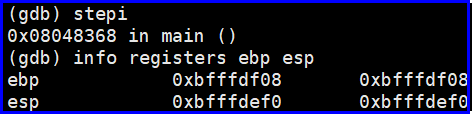 (gdb) stepi
0x08048368 in main ()
(gdb) info registers ebp esp
ebp            0xbfffdf08       0xbfffdf08
esp            0xbfffdef0       0xbfffdef0